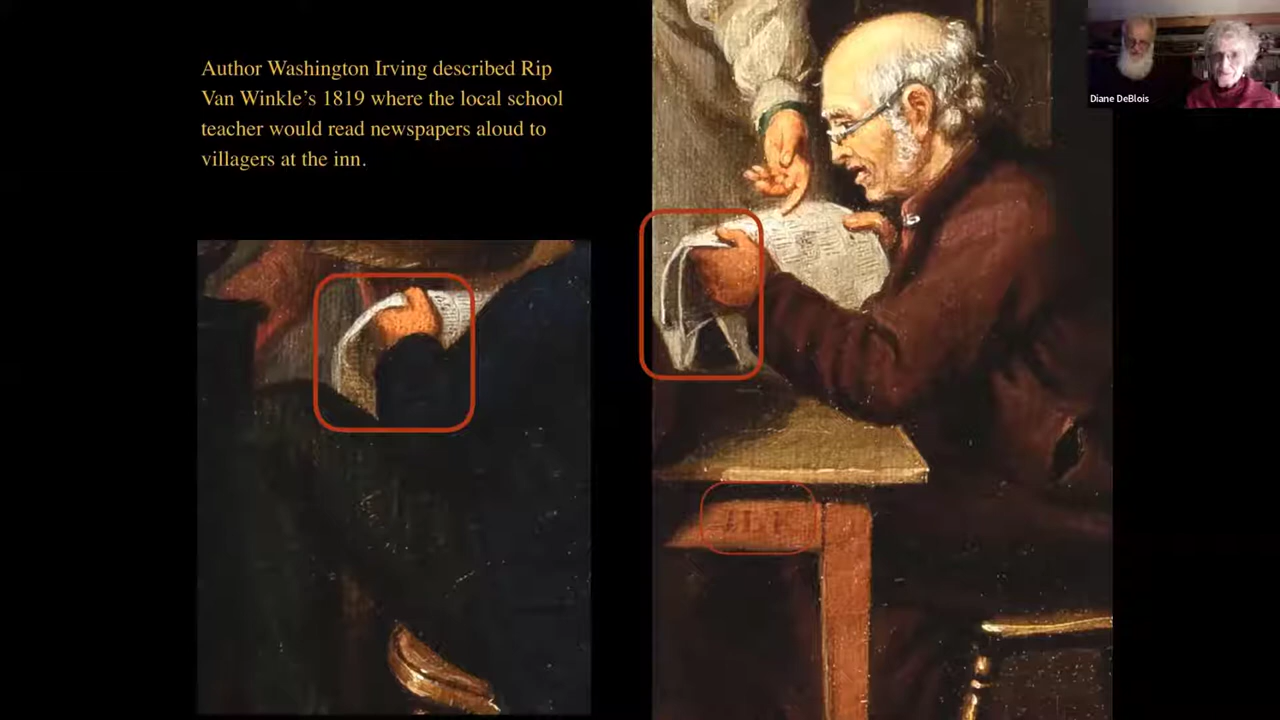 Author Washington Irving described Rip
Van Winkle’s 1819 where the local school
teacher would read newspapers aloud to
villagers at the inn.
Diane DeBlois